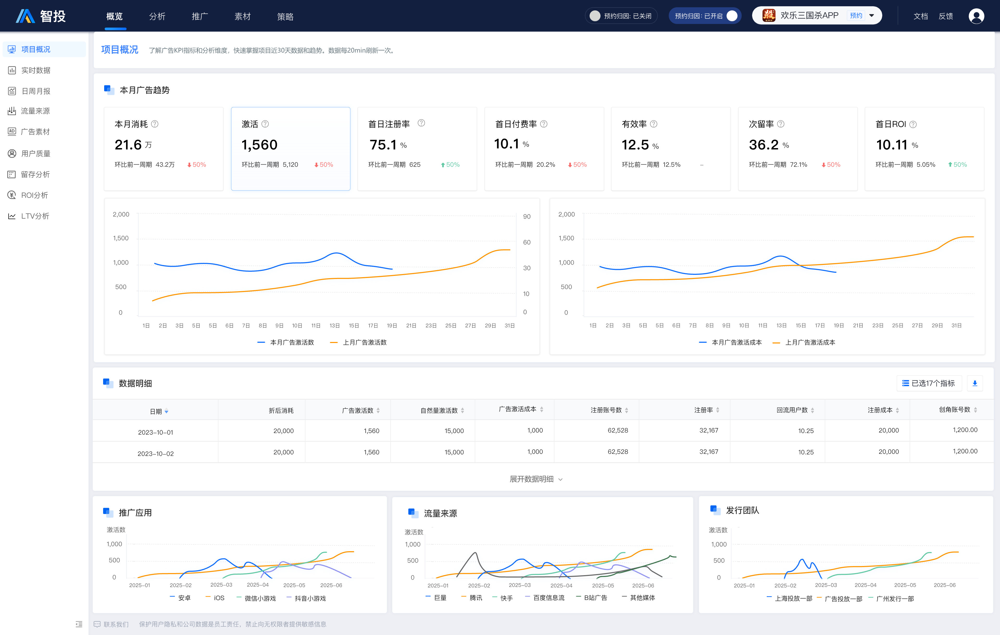 智投
概览 分析 推广 素材 策略
预约归因: 已关闭
预约归因: 已开启
殺
欢乐三国杀APP 预约
文档 反馈
项目概况
实时数据
日周月报
流量来源
AD 广告素材
用户质量
留存分析
ROI分析
LTV分析
项目概况 了解广告KPI指标和分析维度，快速掌握项目近30天数据和趋势。数据每20min刷新一次。
本月广告趋势
本月消耗 ?
21.6 万
环比前一周期 43.2万 50%
激活 ?
1,560
环比前一周期 5,120 50%
首日注册率 ?
75.1 %
环比前一周期 625 50%
首日付费率 ?
10.1 %
环比前一周期 20.2% 50%
有效率 ?
12.5 %
环比前一周期 12.5% –
次留率 ?
36.2 %
环比前一周期 72.1% 50%
首日ROI ?
10.11 %
环比前一周期 5.05% 50%
2,000
1,500
1,000
500
0
90
60
30
10
0
1日 2日 3日 5日 5日 6日 7日 8日 9日 10日 11日 13日 15日 17日 19日 21日 23日 25日 27日 29日 31日
本月广告激活数 上月广告激活数
2,000
1,500
1,000
500
0
1日 2日 3日 5日 5日 6日 7日 8日 9日 10日 11日 13日 15日 17日 19日 21日 23日 25日 27日 29日 31日
本月广告激活成本 上月广告激活成本
数据明细
已选17个指标
日期 折后消耗 广告激活数 自然量激活数 广告激活成本 注册账号数 注册率 回流用户数 注册成本 创角账号数
2023-10-01 20,000 1,560 15,000 1,000 62,528 32,167 10.25 20,000 1,200.00
2023-10-02 20,000 1,560 15,000 1,000 62,528 32,167 10.25 20,000 1,200.00
展开数据明细
推广应用
激活数
1,000
500
0
2025-01 2025-02 2025-03 2025-04 2025-05 2025-06
安卓 iOS 微信小游戏 抖音小游戏
流量来源
激活数
1,000
500
0
2025-01 2025-02 2025-03 2025-04 2025-05 2025-06
巨量 腾讯 快手 百度信息流 B站广告 其他媒体
发行团队
激活数
1,000
500
0
2025-01 2025-02 2025-03 2025-04 2025-05 2025-06
上海投放一部 广告投放一部 广州发行一部
联系我们 保护用户隐私和公司数据是员工责任，禁止向无权限者提供敏感信息